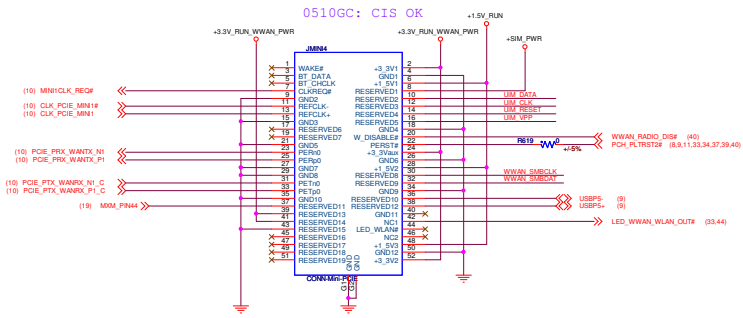 0510GC: CIS OK
+1.5V_RUN
+3.3V_RUN_WWAN_PWR
+3.3V_RUN_WWAN_PWR
+SIM_PWR
JMINI4
1 WAKE# +3_3V1 2
3 BT_DATA GND1 4
5 BT_CHCLK +1_5V1 6
(10) MINI1CLK_REQ# 7 CLKREQ# RESERVED1 8
9 GND2 RESERVED2 10 UIM_DATA
(10) CLK_PCIE_MINI1# 11 REFCLK- RESERVED3 12 UIM_CLK
(10) CLK_PCIE_MINI1 13 REFCLK+ RESERVED4 14 UIM_RESET
15 GND3 RESERVED5 16 UIM_VPP
17 RESERVED6 GND4 18
19 RESERVED7 W_DISABLE# 20 WWAN_RADIO_DIS# (40)
21 GND5 PERST# 22 R619 0 PCH_PLTRST2# (8,9,11,33,34,37,39,40)
(10) PCIE_PRX_WANTX_N1 23 PERn0 +3_3Vaux 24 +/-5%
(10) PCIE_PRX_WANTX_P1 25 PERp0 GND6 26
27 GND7 +1_5V2 28
29 GND8 RESERVED8 30 WWAN_SMBCLK
(10) PCIE_PTX_WANRX_N1_C 31 PETn0 RESERVED9 32 WWAN_SMBDAT
(10) PCIE_PTX_WANRX_P1_C 33 PETp0 GND9 34
35 GND10 RESERVED10 36 USBP5- (9)
(19) MXM_PIN44 37 RESERVED11 RESERVED12 38 USBP5+ (9)
39 RESERVED13 GND11 40
41 RESERVED14 NC1 42 LED_WWAN_WLAN_OUT# (33,44)
43 RESERVED15 LED_WLAN# 44
45 RESERVED16 NC2 46
47 RESERVED17 +1_5V3 48
49 RESERVED18 GND12 50
51 RESERVED19 +3_3V2 52
GND
GND
CONN-Mini-PCIE
G1
G2